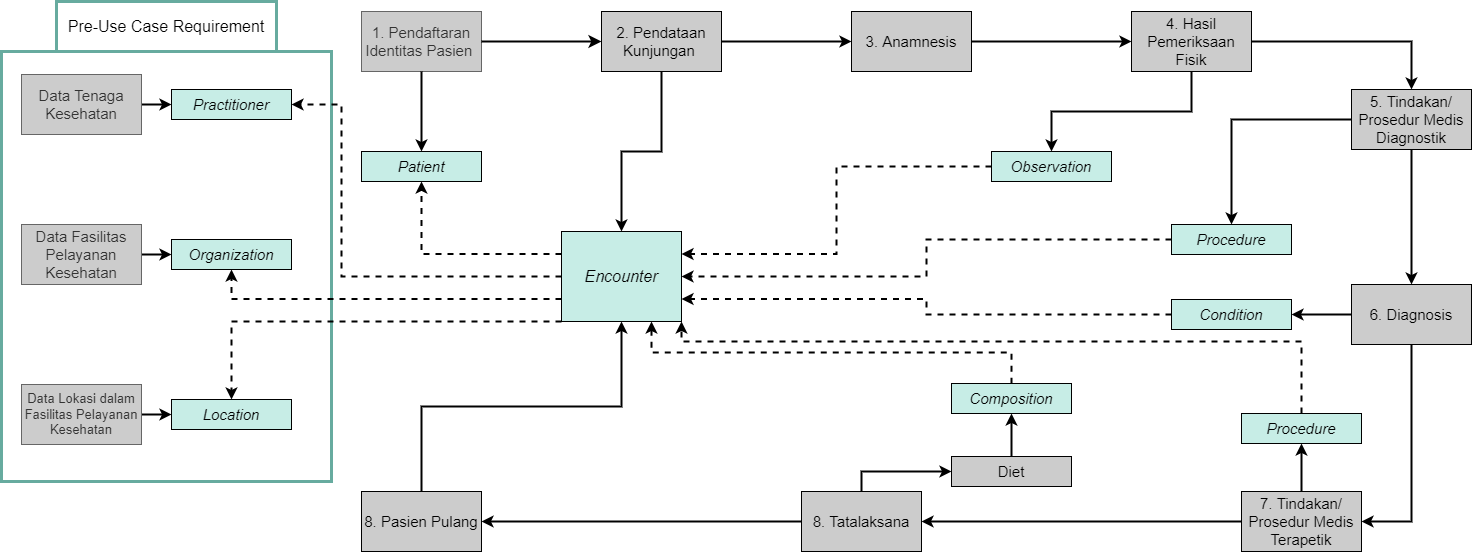 Pre-Use Case Requirement
Data Tenaga
Kesehatan
Practitioner
Data Fasilitas
Pelayanan
Kesehatan
Organization
Data Lokasi dalam
Fasilitas Pelayanan
Kesehatan
Location
1. Pendaftaran
Identitas Pasien
2. Pendataan
Kunjungan
3. Anamnesis
4. Hasil
Pemeriksaan
Fisik
5. Tindakan/
Prosedur Medis
Diagnostik
Patient
Observation
Procedure
Encounter
Condition
6. Diagnosis
Composition
Procedure
Diet
7. Tindakan/
Prosedur Medis
Terapetik
8. Tatalaksana
8. Pasien Pulang